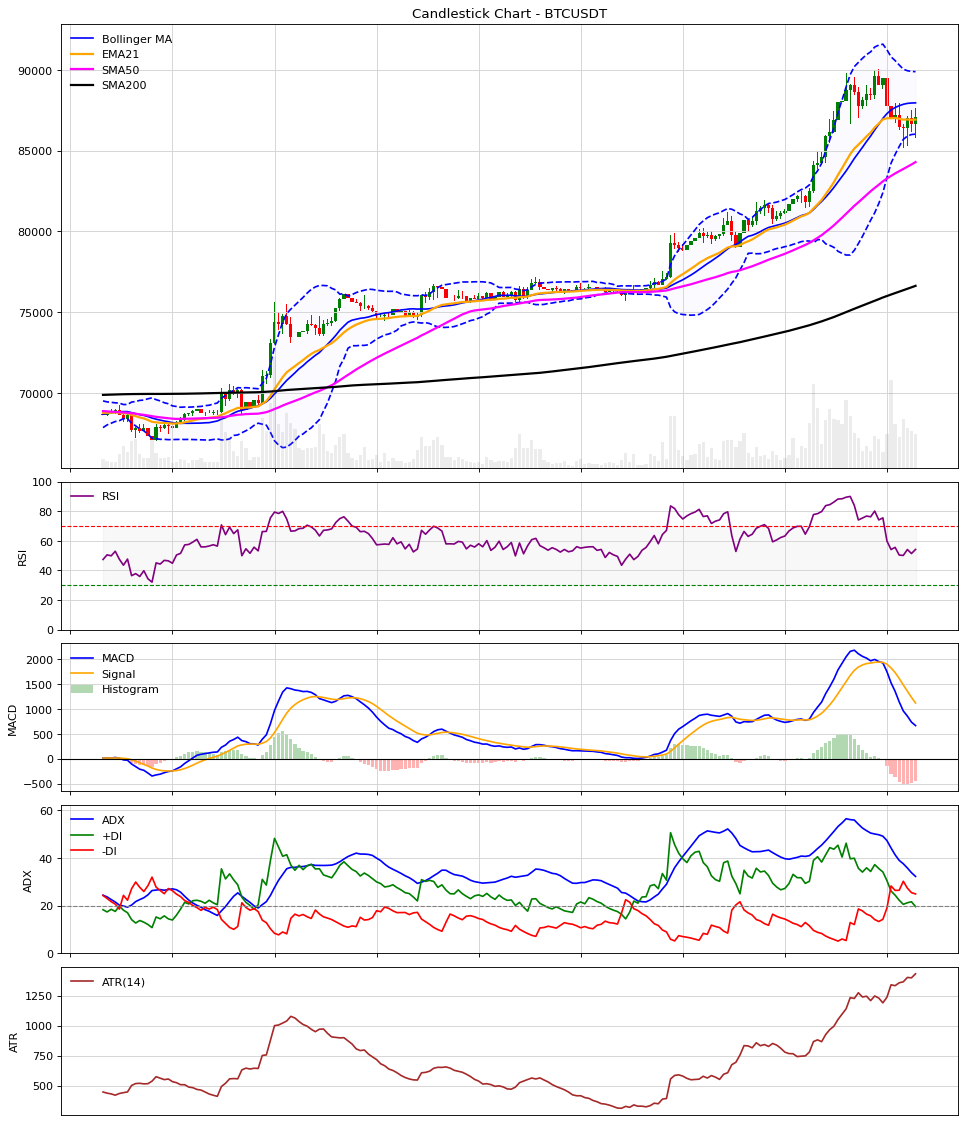 Candlestick Chart - BTCUSDT
Bollinger MA
EMA21
SMA50
SMA200
90000
85000
80000
75000
70000
RSI
100
80
60
40
20
0
RSI
MACD
Signal
Histogram
2000
1500
1000
500
0
−500
MACD
ADX
+DI
-DI
60
40
20
0
ADX
ATR(14)
1250
1000
750
500
ATR